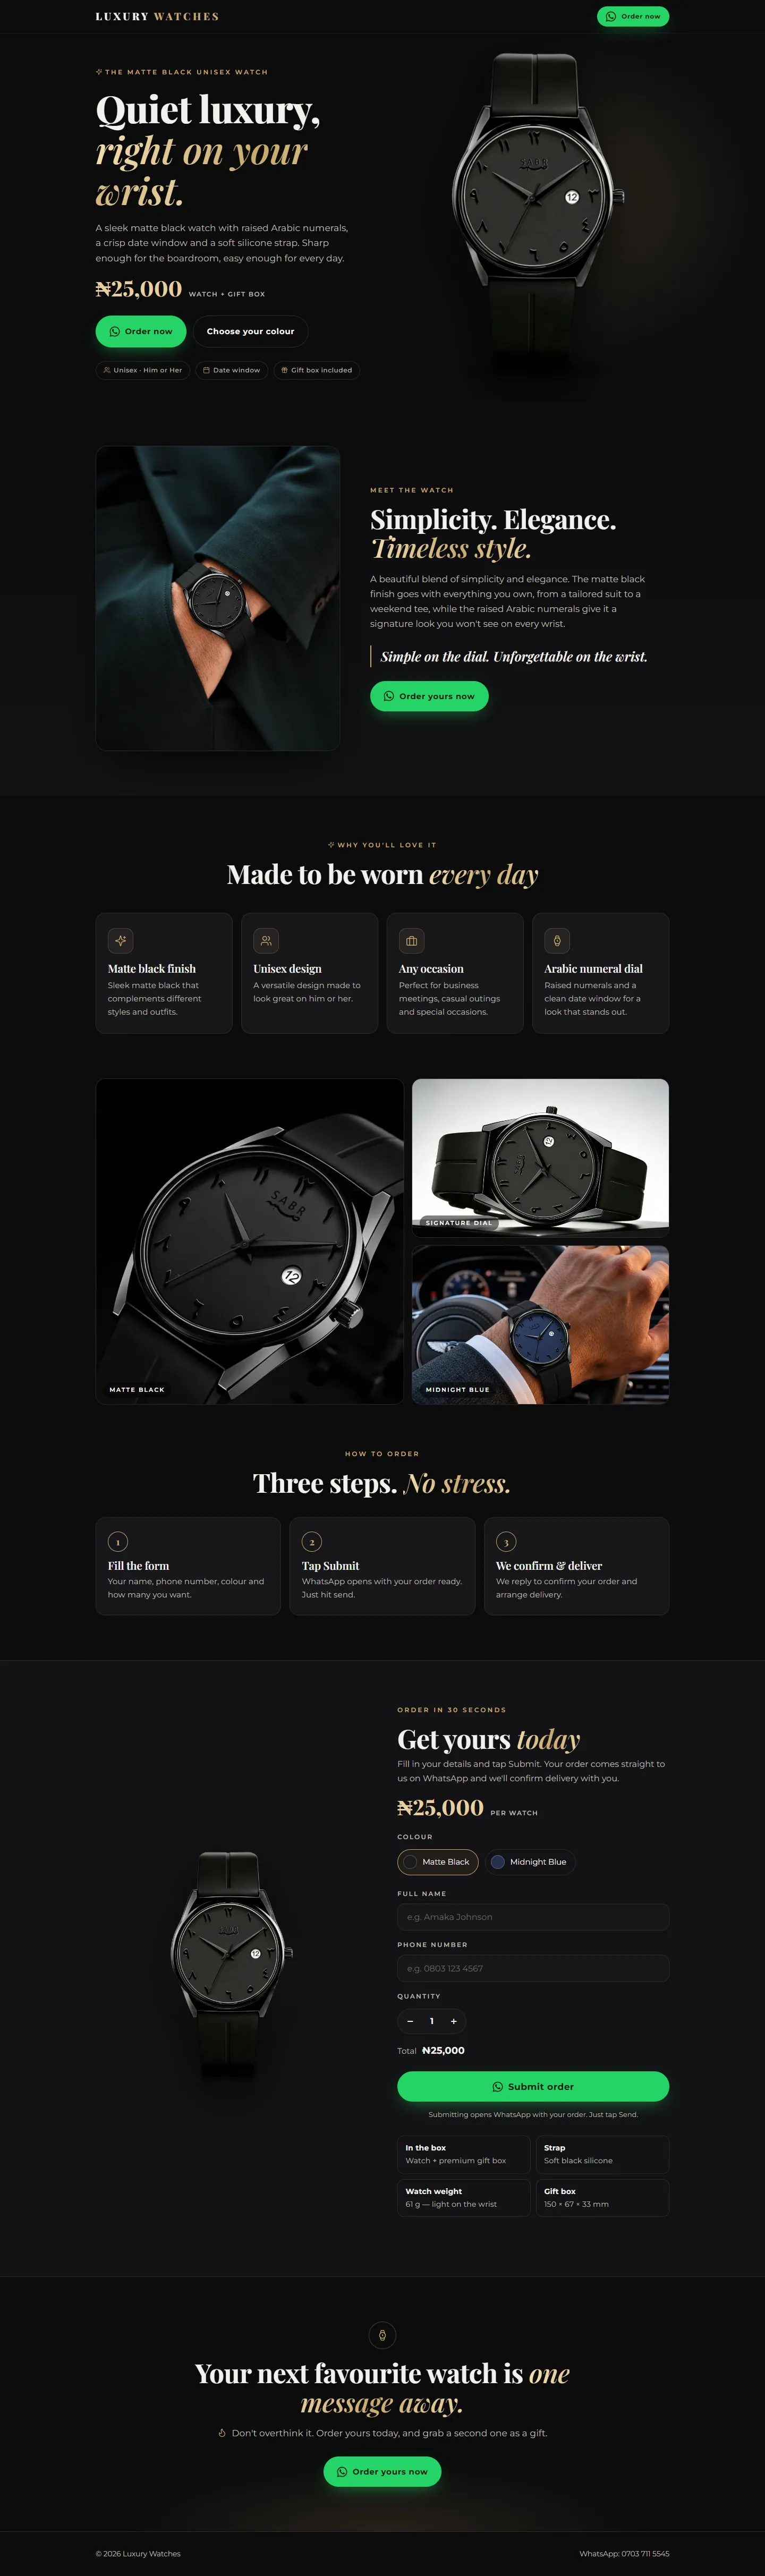 LUXURY WATCHES
Order now
THE MATTE BLACK UNISEX WATCH
Quiet luxury,
right on your
wrist.
A sleek matte black watch with raised Arabic numerals,
a crisp date window and a soft silicone strap. Sharp
enough for the boardroom, easy enough for every day.
₦25,000 WATCH + GIFT BOX
Order now
Choose your colour
Unisex · Him or Her
Date window
Gift box included
SABR
12
MEET THE WATCH
Simplicity. Elegance.
Timeless style.
A beautiful blend of simplicity and elegance. The matte black
finish goes with everything you own, from a tailored suit to a
weekend tee, while the raised Arabic numerals give it a
signature look you won't see on every wrist.
Simple on the dial. Unforgettable on the wrist.
Order yours now
WHY YOU'LL LOVE IT
Made to be worn every day
Matte black finish
Sleek matte black that
complements different
styles and outfits.
Unisex design
A versatile design made to
look great on him or her.
Any occasion
Perfect for business
meetings, casual outings
and special occasions.
Arabic numeral dial
Raised numerals and a
clean date window for a
look that stands out.
SABR
12
MATTE BLACK
SABR
SIGNATURE DIAL
MIDNIGHT BLUE
HOW TO ORDER
Three steps. No stress.
1
Fill the form
Your name, phone number, colour and
how many you want.
2
Tap Submit
WhatsApp opens with your order ready.
Just hit send.
3
We confirm & deliver
We reply to confirm your order and
arrange delivery.
ORDER IN 30 SECONDS
Get yours today
Fill in your details and tap Submit. Your order comes straight to
us on WhatsApp and we'll confirm delivery with you.
₦25,000 PER WATCH
COLOUR
Matte Black
Midnight Blue
FULL NAME
e.g. Amaka Johnson
PHONE NUMBER
e.g. 0803 123 4567
QUANTITY
− 1 +
Total ₦25,000
Submit order
Submitting opens WhatsApp with your order. Just tap Send.
12
In the box
Watch + premium gift box
Strap
Soft black silicone
Watch weight
61 g — light on the wrist
Gift box
150 × 67 × 33 mm
Your next favourite watch is one
message away.
Don't overthink it. Order yours today, and grab a second one as a gift.
Order yours now
© 2026 Luxury Watches
WhatsApp: 0703 711 5545